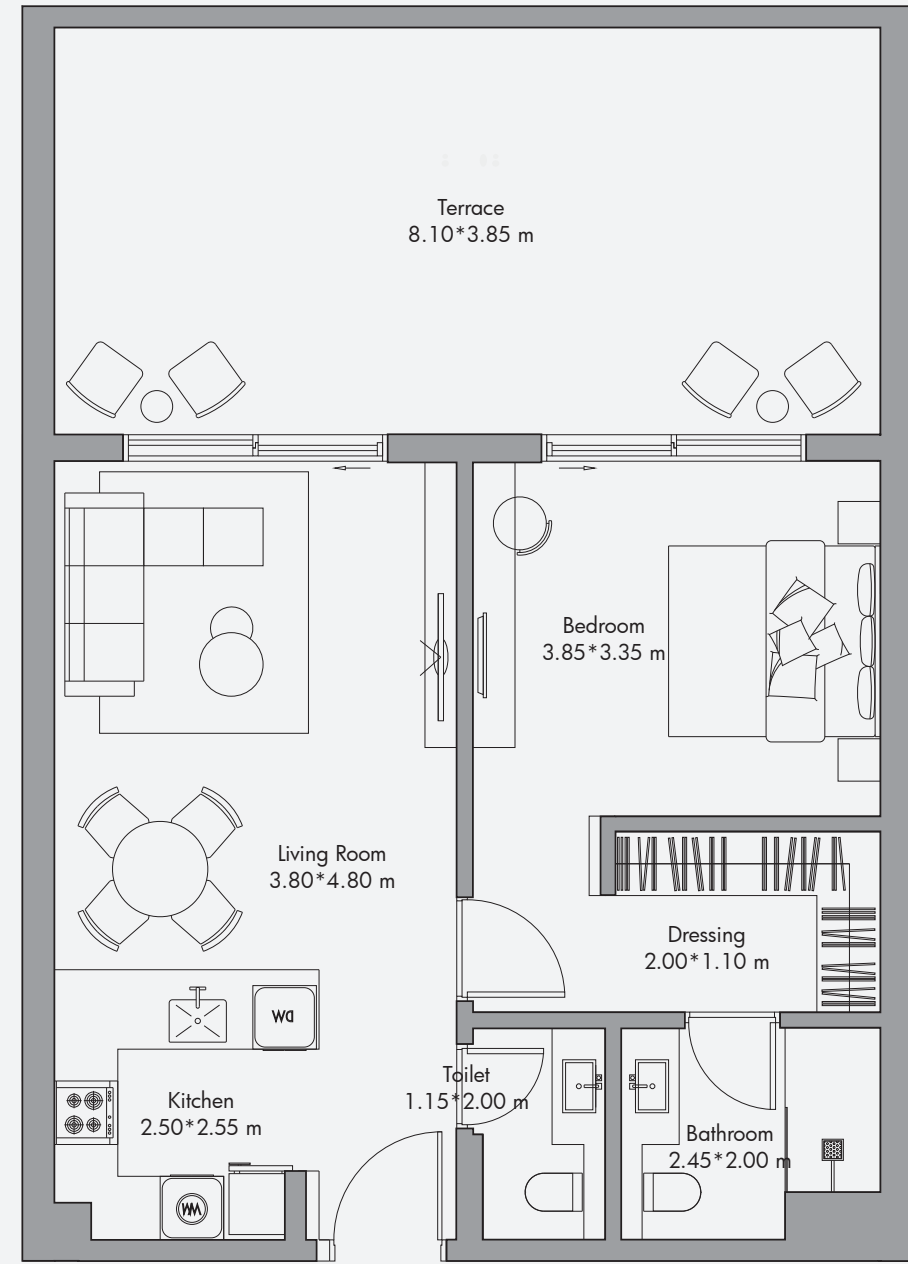 Terrace
8.10*3.85 m
Bedroom
3.85*3.35 m
Living Room
3.80*4.80 m
Dressing
2.00*1.10 m
DW
Toilet
1.15*2.00 m
Kitchen
2.50*2.55 m
Bathroom
2.45*2.00 m
WM